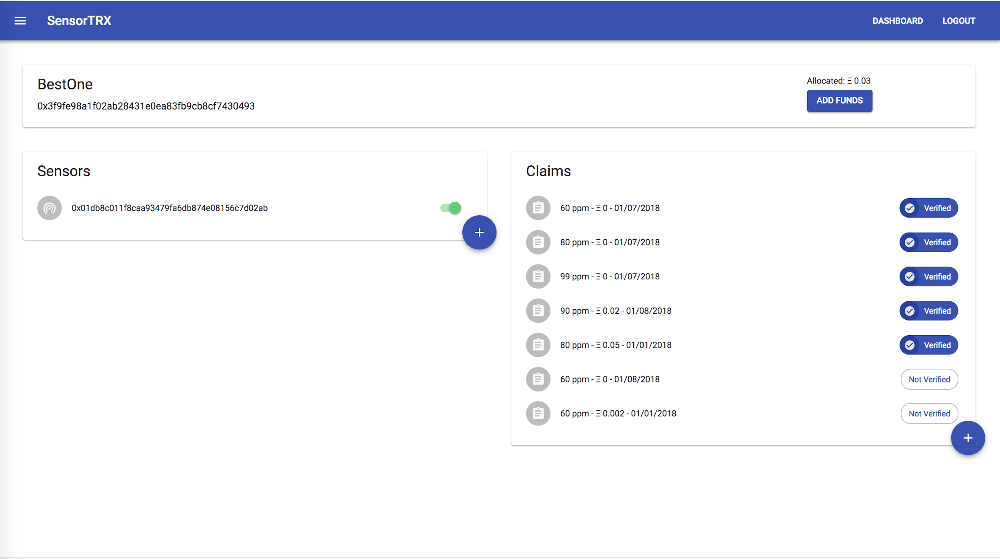 SensorTRX
DASHBOARD
LOGOUT
BestOne
0x3f9fe98a1f02ab28431e0ea83fb9cb8cf7430493
Allocated: Ξ 0.03
ADD FUNDS
Sensors
0x01db8c011f8caa93479fa6db874e08156c7d02ab
+
Claims
60 ppm - Ξ 0 - 01/07/2018
Verified
80 ppm - Ξ 0 - 01/07/2018
Verified
99 ppm - Ξ 0 - 01/07/2018
Verified
90 ppm - Ξ 0.02 - 01/08/2018
Verified
80 ppm - Ξ 0.05 - 01/01/2018
Verified
60 ppm - Ξ 0 - 01/08/2018
Not Verified
60 ppm - Ξ 0.002 - 01/01/2018
Not Verified
+